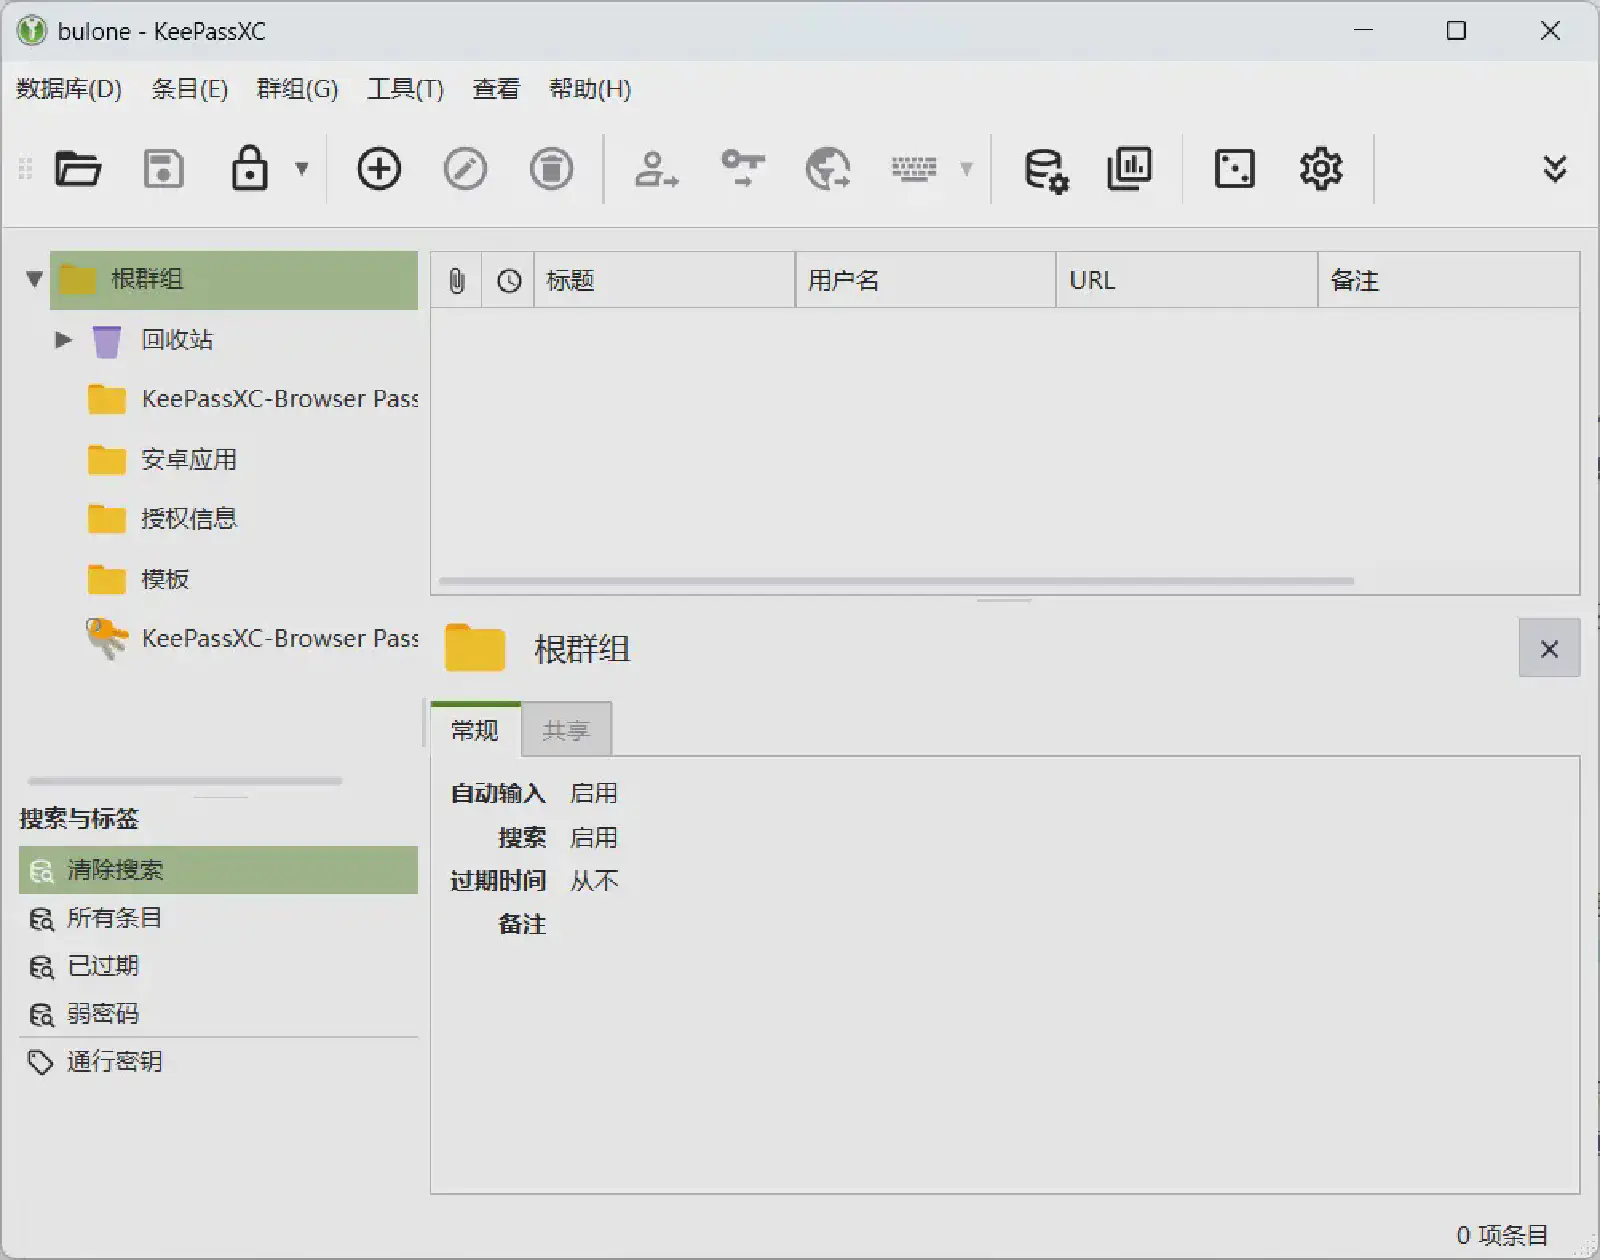 bulone - KeePassXC
数据库(D) 条目(E) 群组(G) 工具(T) 查看 帮助(H)
根群组
回收站
KeePassXC-Browser Pass
安卓应用
授权信息
模板
KeePassXC-Browser Pass
搜索与标签
清除搜索
所有条目
已过期
弱密码
通行密钥
标题 用户名 URL 备注
根群组
常规 共享
自动输入 启用
搜索 启用
过期时间 从不
备注
0 项条目